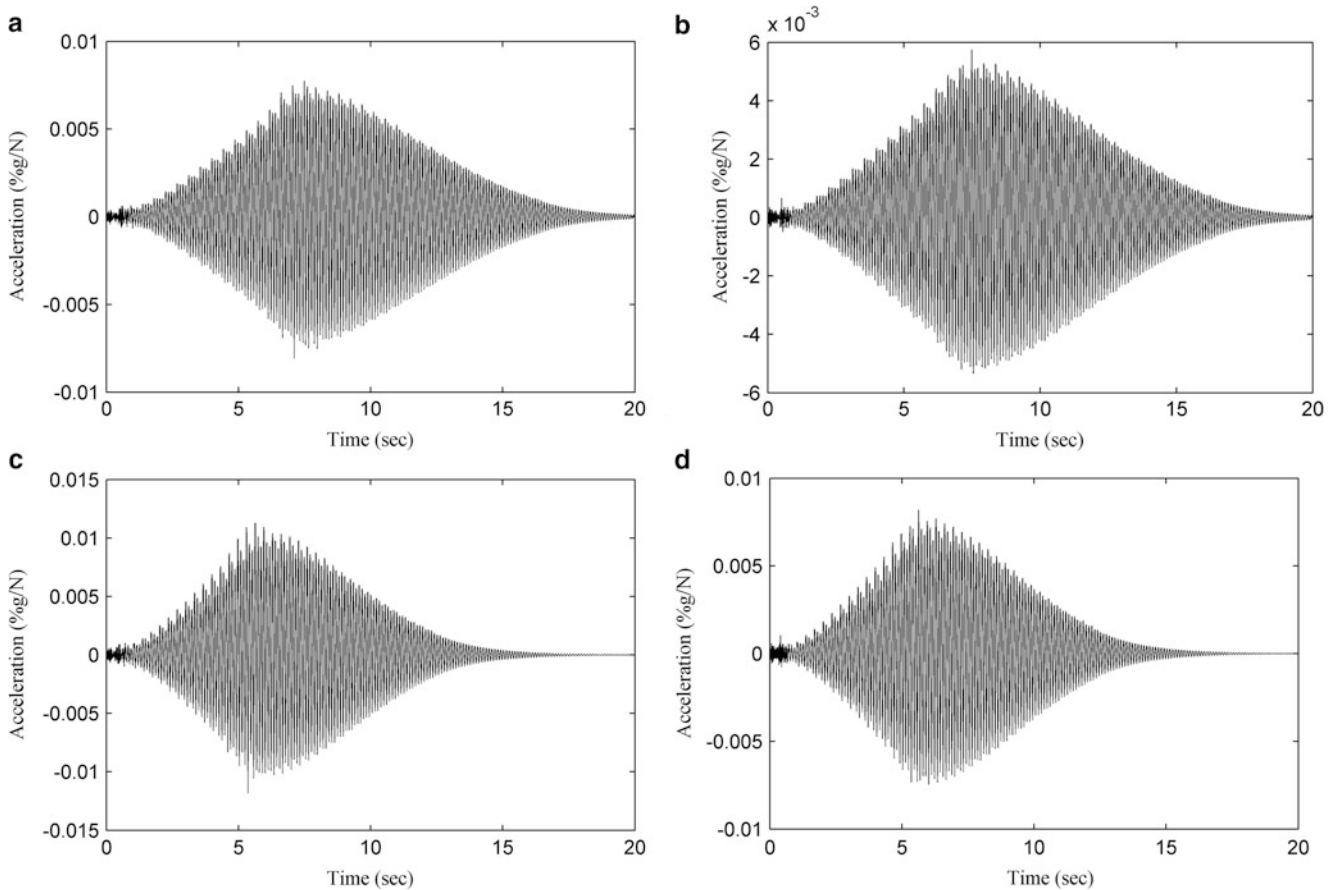 a
0.01
0.005
0
-0.005
-0.01
Acceleration (%g/N)
0 5 10 15 20
Time (sec)
b
x 10-3
6
4
2
0
-2
-4
-6
Acceleration (%g/N)
0 5 10 15 20
Time (sec)
c
0.015
0.01
0.005
0
-0.005
-0.01
-0.015
Acceleration (%g/N)
0 5 10 15 20
Time (sec)
d
0.01
0.005
0
-0.005
-0.01
Acceleration (%g/N)
0 5 10 15 20
Time (sec)